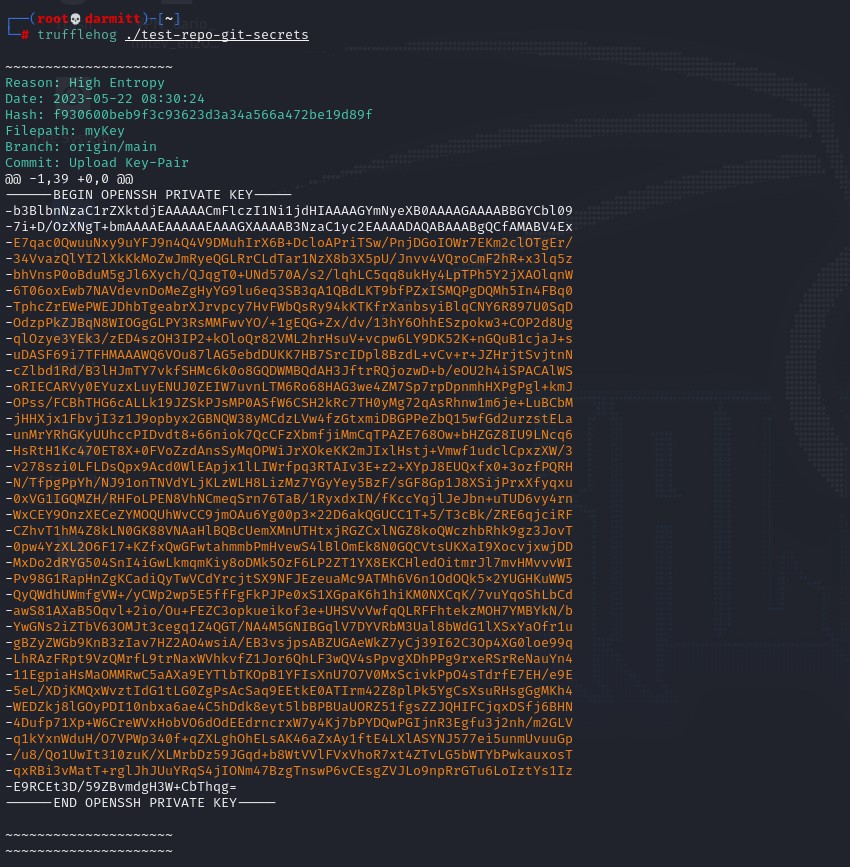 ┌──(root💀darmitt)-[~]
└─# trufflehog ./test-repo-git-secrets
~~~~~~~~~~~~~~~~~~~~~
Reason: High Entropy
Date: 2023-05-22 08:30:24
Hash: f930600beb9f3c93623d3a34a566a472be19d89f
Filepath: myKey
Branch: origin/main
Commit: Upload Key-Pair
@@ -1,39 +0,0 @@
------BEGIN OPENSSH PRIVATE KEY-----
-b3BlbnNzaC1rZXktdjEAAAAACmFlczI1Ni1jdHIAAAAGYmNyeXB0AAAAGAAAABBGYCbl09
-7i+D/OzXNgT+bmAAAAEAAAAAEAAAGXAAAAB3NzaC1yc2EAAAADAQABAAABgQCfAMABV4Ex
-E7qac0QwuuNxy9uYFJ9n4Q4V9DMuhIrX6B+DcloAPriTSw/PnjDGoIOWr7EKm2clOTgEr/
-34VvazQlYI2lXkKkMoZwJmRyeQGLRrCLdTar1NzX8b3X5pU/Jnvv4VQroCmF2hR+x3lq5z
-bhVnsP0oBduM5gJl6Xych/QJqgT0+UNd570A/s2/lqhLC5qq8ukHy4LpTPh5Y2jXAOlqnW
-6T06oxEwb7NAVdevnDoMeZgHyYG9lu6eq3SB3qA1QBdLKT9bfPZxISMQPgDQMh5In4FBq0
-TphcZrEWePWEJDhbTgeabrXJrvpcy7HvFWbQsRy94kKTKfrXanbsyiBlqCNY6R897U0SqD
-OdzpPkZJBqN8WIOGgGLPY3RsMMFwvYO/+1gEQG+Zx/dv/13hY6OhhESzpokw3+COP2d8Ug
-qlOzye3YEk3/zED4szOH3IP2+kOloQr82VML2hrHsuV+vcpw6LY9DK52K+nGQuB1cjaJ+s
-uDASF69i7TFHMAAAWQ6VOu87lAG5ebdDUKK7HB7SrcIDpl8BzdL+vCv+r+JZHrjtSvjtnN
-cZlbd1Rd/B3lHJmTY7vkfSHMc6k0o8GQDWMBQdAH3JftrRQjozwD+b/eOU2h4iSPACAlWS
-oRIECARVy0EYuzxLuyENUJ0ZEIW7uvnLTM6Ro68HAG3we4ZM7Sp7rpDpnmhHXPgPgl+kmJ
-OPss/FCBhTHG6cALLk19JZSkPJsMP0ASfW6CSH2kRc7TH0yMg72qAsRhnw1m6je+LuBCbM
-jHHXjx1FbvjI3z1J9opbyx2GBNQW38yMCdzLVw4fzGtxmiDBGPPeZbQ15wfGd2urzstELa
-unMrYRhGKyUUhccPIDvdt8+66niok7QcCFzXbmfjiMmCqTPAZE768Ow+bHZGZ8IU9LNcq6
-HsRtH1Kc470ET8X+0FVoZzdAnsSyMqOPWiJrXOkeKK2mJIxlHstj+Vmwf1udclCpxzXW/3
-v278szi0LFLDsQpx9Acd0WlEApjx1lLIWrfpq3RTAIv3E+z2+XYpJ8EUQxfx0+3ozfPQRH
-N/TfpgPpYh/NJ91onTNVdYLjKLzWLH8LizMz7YGyYey5BzF/sGF8Gp1J8XSijPrxXfyqxu
-0xVG1IGQMZH/RHFoLPEN8VhNCmeqSrn76TaB/1RyxdxIN/fKccYqjlJeJbn+uTUD6vy4rn
-WxCEY9OnzXECeZYMOQUhWvCC9jmOAu6Yg00p3×22D6akQGUCC1T+5/T3cBk/ZRE6qjciRF
-CZhvT1hM4Z8kLN0GK88VNAaHlBQBcUemXMnUTHtxjRGZCxlNGZ8koQWczhbRhk9gz3JovT
-0pw4YzXL2O6F17+KZfxQwGFwtahmmbPmHvewS4lBlOmEk8N0GQCVtsUKXaI9XocvjxwjDD
-MxDo2dRYG504SnI4iGwLkmqmKiy8oDMk5OzF6LP2ZT1YX8EKCHledOitmrJl7mvHMvvvWI
-Pv98G1RapHnZgKCadiQyTwVCdYrcjtSX9NFJEzeuaMc9ATMh6V6n1OdOQk5×2YUGHKuWW5
-QyQWdhUWmfgVW+/yCWp2wp5E5ffFgFkPJPe0xS1XGpaK6h1hiKM0NXCqK/7vuYqoShLbCd
-awS81AXaB5Oqvl+2io/Ou+FEZC3opkueikof3e+UHSVvVwfqQLRFFhtekzMOH7YMBYkN/b
-YwGNs2iZTbV63OMJt3cegq1Z4QGT/NA4M5GNIBGqlV7DYVRbM3Ual8bWdG1lXSxYaOfr1u
-gBZyZWGb9KnB3zIav7HZ2AO4wsiA/EB3vsjpsABZUGAeWkZ7yCj39I62C3Op4XG0loe99q
-LhRAzFRpt9VzQMrfL9trNaxWVhkvfZ1Jor6QhLF3wQV4sPpvgXDhPPg9rxeRSrReNauYn4
-11EgpiaHsMaOMMRwC5aAXa9EYTlbTKOpB1YFIsXnU7O7V0MxScivkPpO4sTdrfE7EH/e9E
-5eL/XDjKMQxWvztIdG1tLG0ZgPsAcSaq9EEtkE0ATIrm42Z8plPk5YgCsXsuRHsgGgMKh4
-WEDZkj8lGOyPDI10nbxa6ae4C5hDdk8eyt5lbBPBUaUORZ51fgsZZJQHIFCjqxDSfj6BHN
-4Dufp71Xp+W6CreWVxHobVO6dOdEEdrncrxW7y4Kj7bPYDQwPGIjnR3Egfu3j2nh/m2GLV
-q1kYxnWduH/O7VPWp340f+qZXLghOhELsAK46aZxAy1ftE4LXlASYNJ577ei5unmUvuuGp
-/u8/Qo1UwIt310zuK/XLMrbDz59JGqd+b8WtVVlFVxVhoR7xt4ZTvLG5bWTYbPwkauxosT
-qxRBi3vMatT+rglJhJUuYRqS4jIONm47BzgTnswP6vCEsgZVJLo9npRrGTu6LoIztYs1Iz
-E9RCEt3D/59ZBvmdgH3W+CbThqg=
------END OPENSSH PRIVATE KEY-----
~~~~~~~~~~~~~~~~~~~~~
~~~~~~~~~~~~~~~~~~~~~